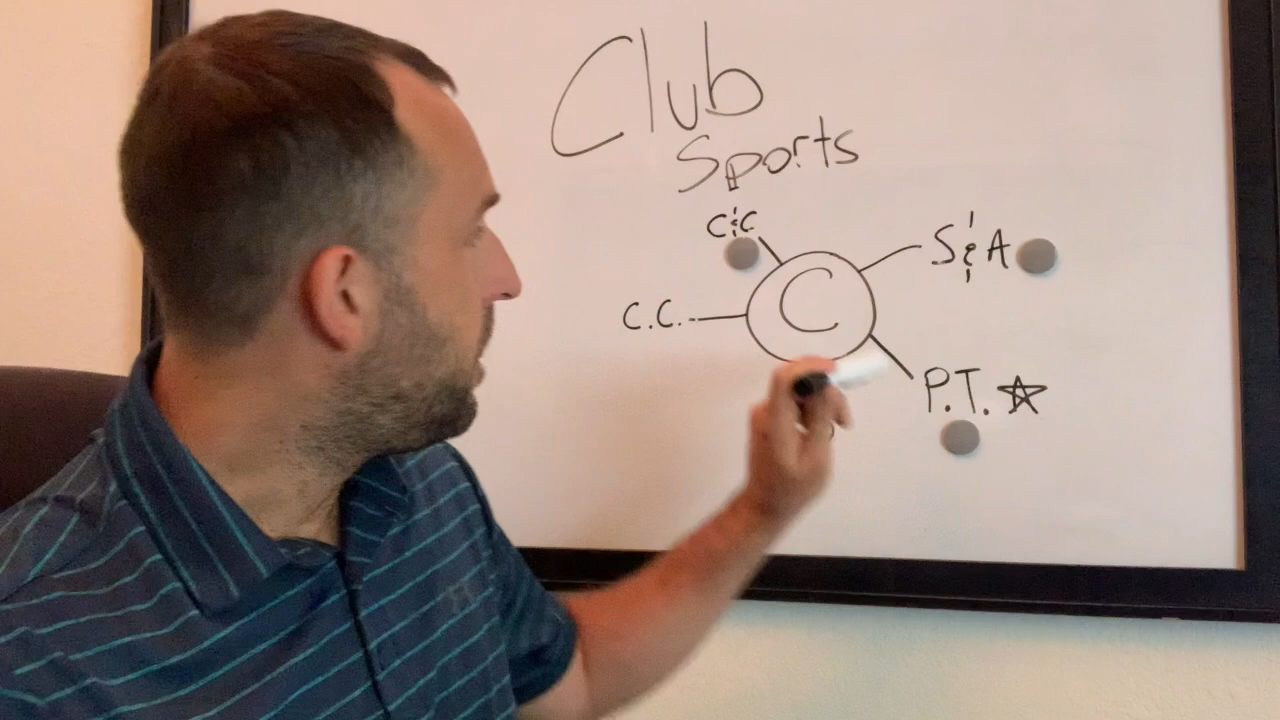 Club
Sports
C&C
S&A
C
C.C.
P.T. ☆